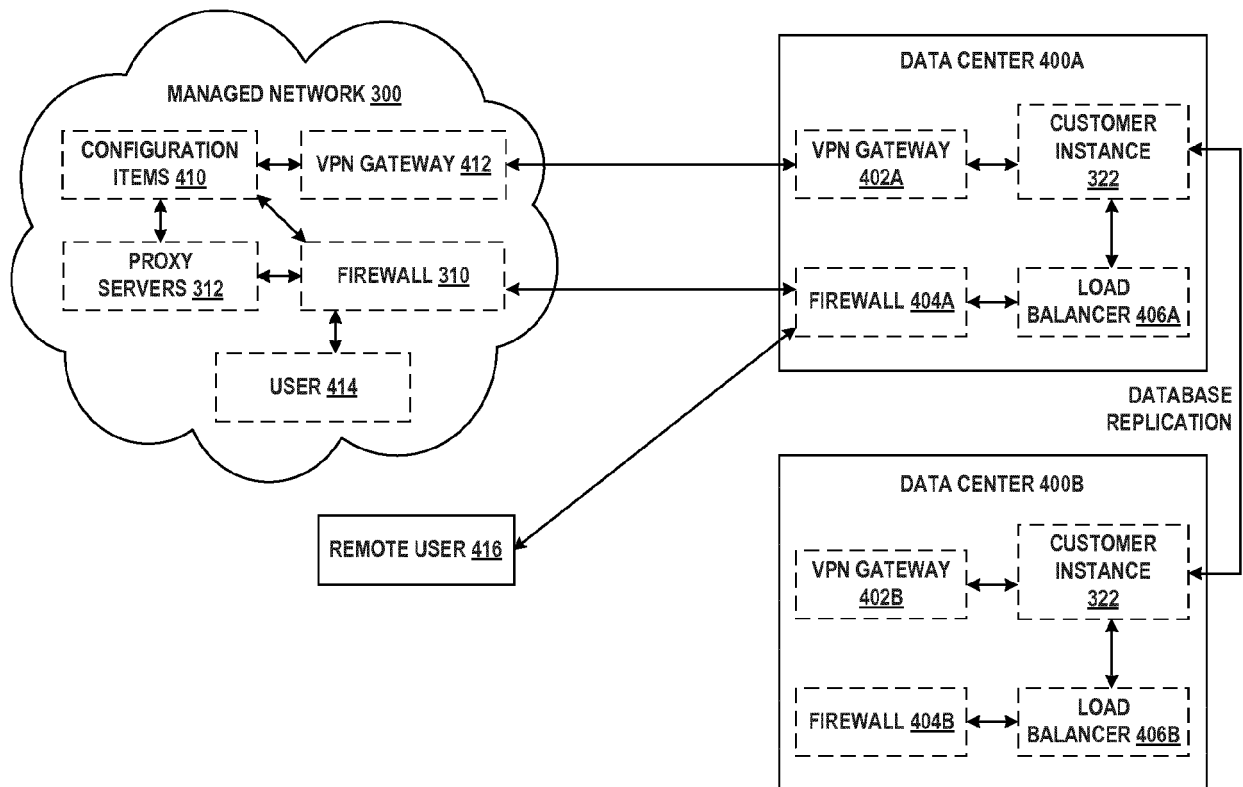 MANAGED NETWORK 300
CONFIGURATION
ITEMS 410
VPN GATEWAY 412
PROXY
SERVERS 312
FIREWALL 310
USER 414
REMOTE USER 416
DATA CENTER 400A
VPN GATEWAY
402A
CUSTOMER
INSTANCE
322
FIREWALL 404A
LOAD
BALANCER 406A
DATABASE
REPLICATION
DATA CENTER 400B
VPN GATEWAY
402B
CUSTOMER
INSTANCE
322
FIREWALL 404B
LOAD
BALANCER 406B